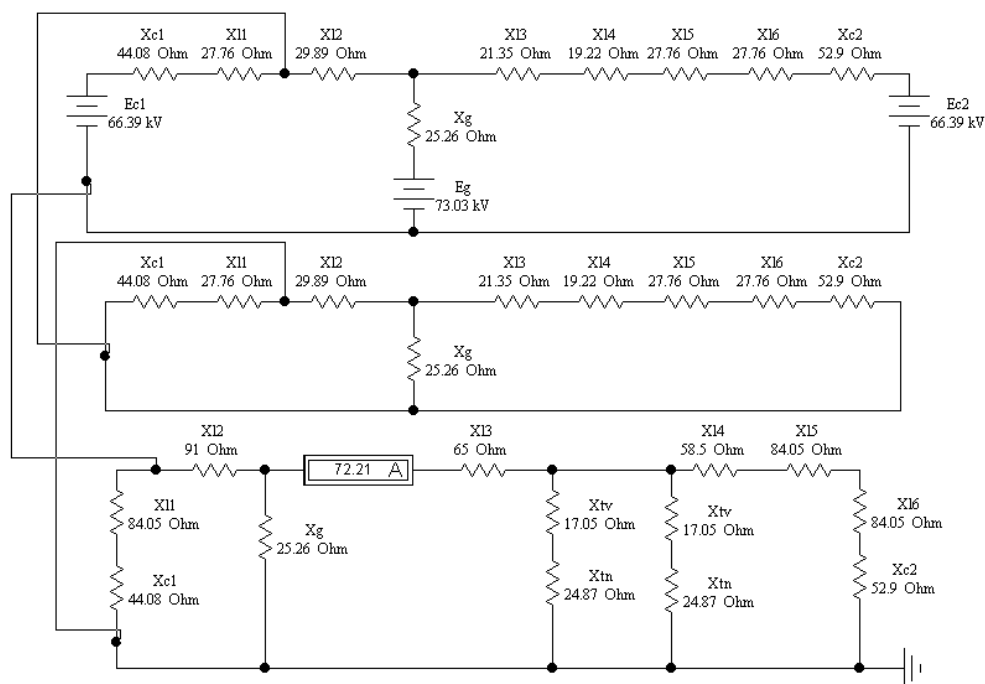 Xc1 Xl1 Xl2 Xl3 Xl4 Xl5 Xl6 Xc2
44.08 Ohm 27.76 Ohm 29.89 Ohm 21.35 Ohm 19.22 Ohm 27.76 Ohm 27.76 Ohm 52.9 Ohm
Ec1
66.39 kV
Xg
25.26 Ohm
Ec2
66.39 kV
Eg
73.03 kV
Xc1 Xl1 Xl2 Xl3 Xl4 Xl5 Xl6 Xc2
44.08 Ohm 27.76 Ohm 29.89 Ohm 21.35 Ohm 19.22 Ohm 27.76 Ohm 27.76 Ohm 52.9 Ohm
Xg
25.26 Ohm
Xl2 Xl3 Xl4 Xl5
91 Ohm 65 Ohm 58.5 Ohm 84.05 Ohm
72.21 A
Xl1
84.05 Ohm
Xg
25.26 Ohm
Xtv
17.05 Ohm
Xtv
17.05 Ohm
Xl6
84.05 Ohm
Xc1
44.08 Ohm
Xtn
24.87 Ohm
Xtn
24.87 Ohm
Xc2
52.9 Ohm